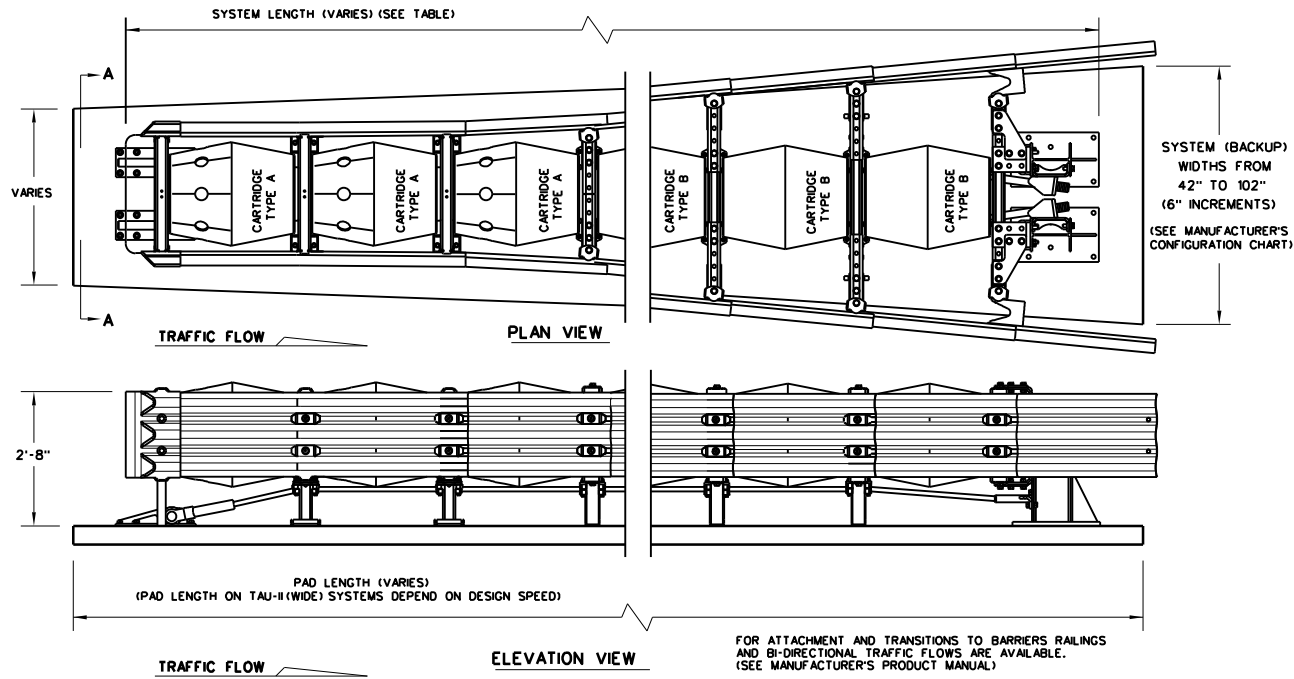 SYSTEM LENGTH (VARIES) (SEE TABLE)
A
VARIES
CARTRIDGE
TYPE A
CARTRIDGE
TYPE A
CARTRIDGE
TYPE A
CARTRIDGE
TYPE B
CARTRIDGE
TYPE B
CARTRIDGE
TYPE B
SYSTEM (BACKUP)
WIDTHS FROM
42" TO 102"
(6" INCREMENTS)
(SEE MANUFACTURER'S
CONFIGURATION CHART)
A
TRAFFIC FLOW
PLAN VIEW
2'-8"
PAD LENGTH (VARIES)
(PAD LENGTH ON TAU-II (WIDE) SYSTEMS DEPEND ON DESIGN SPEED)
TRAFFIC FLOW
ELEVATION VIEW
FOR ATTACHMENT AND TRANSITIONS TO BARRIERS RAILINGS
AND BI-DIRECTIONAL TRAFFIC FLOWS ARE AVAILABLE.
(SEE MANUFACTURER'S PRODUCT MANUAL)